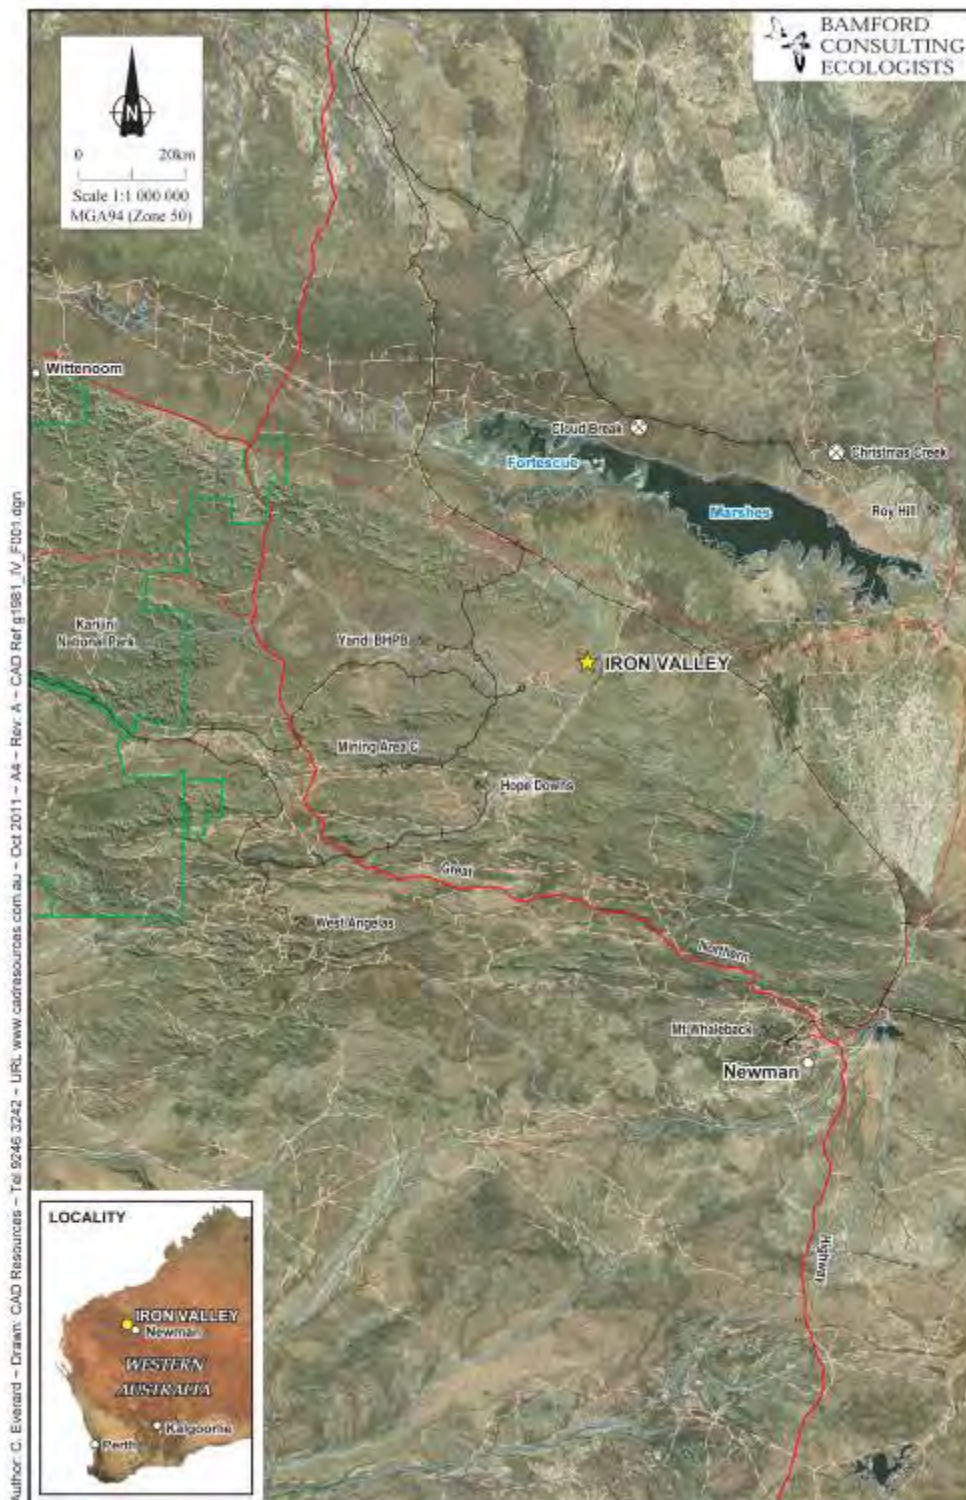 BAMFORD
CONSULTING
ECOLOGISTS
N
0 20km
Scale 1:1 000 000
MGA94 (Zone 50)
Wittenoom
Cloud Break
Christmas Creek
Fortescue
Marshes
Roy Hill
Karijini
National Park
Yandi BHPB
IRON VALLEY
Mining Area C
Hope Downs
Great
West Angelas
Northern
Mt Whaleback
Newman
Highway
LOCALITY
IRON VALLEY
Newman
WESTERN
AUSTRALIA
Kalgoorlie
Perth
Author: C. Everard – Drawn: CAD Resources – Tel 9246 3242 – URL www.cadresources.com.au – Oct 2011 – A4 – Rev: A – CAD Ref g1981_IV_F001.dgn